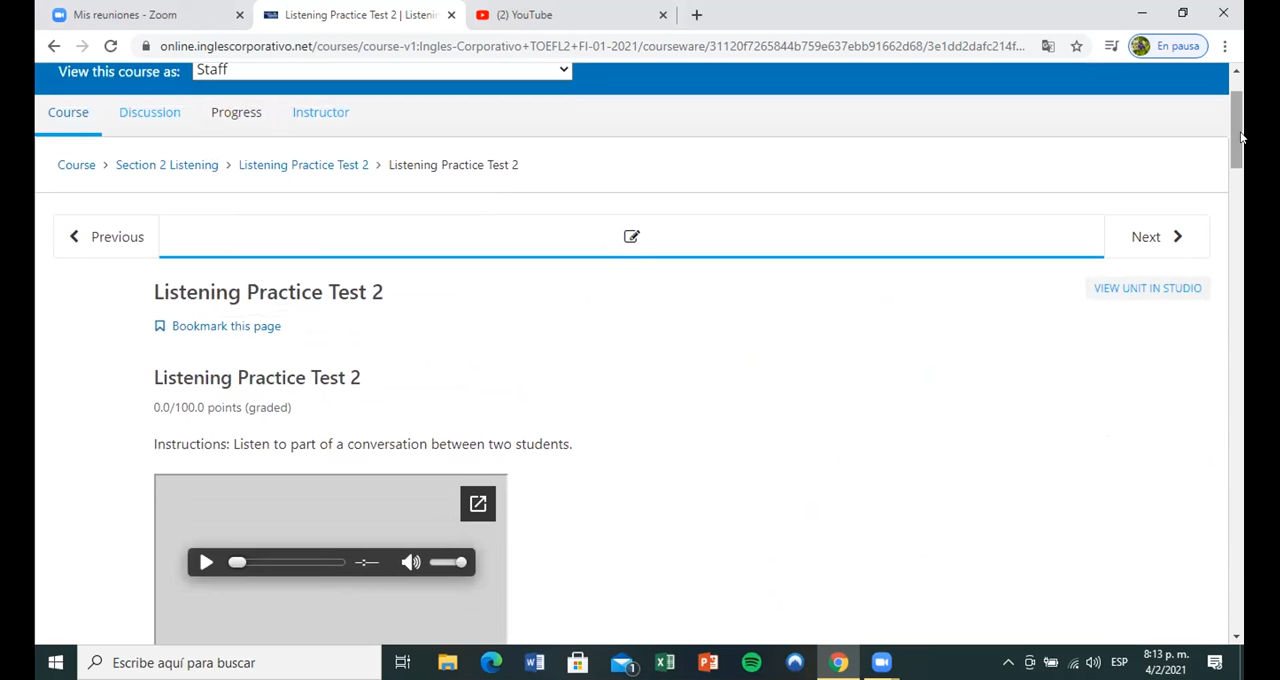 Mis reuniones - Zoom
Listening Practice Test 2 | Listenin
(2) YouTube
online.inglescorporativo.net/courses/course-v1:Ingles-Corporativo+TOEFL2+FI-01-2021/courseware/31120f7265844b759e637ebb91662d68/3e1dd2dafc214f...
En pausa
View this course as: Staff
Course Discussion Progress Instructor
Course > Section 2 Listening > Listening Practice Test 2 > Listening Practice Test 2
Previous
Next
Listening Practice Test 2
VIEW UNIT IN STUDIO
Bookmark this page
Listening Practice Test 2
0.0/100.0 points (graded)
Instructions: Listen to part of a conversation between two students.
-:-
Escribe aquí para buscar
1
ESP
8:13 p. m.
4/2/2021